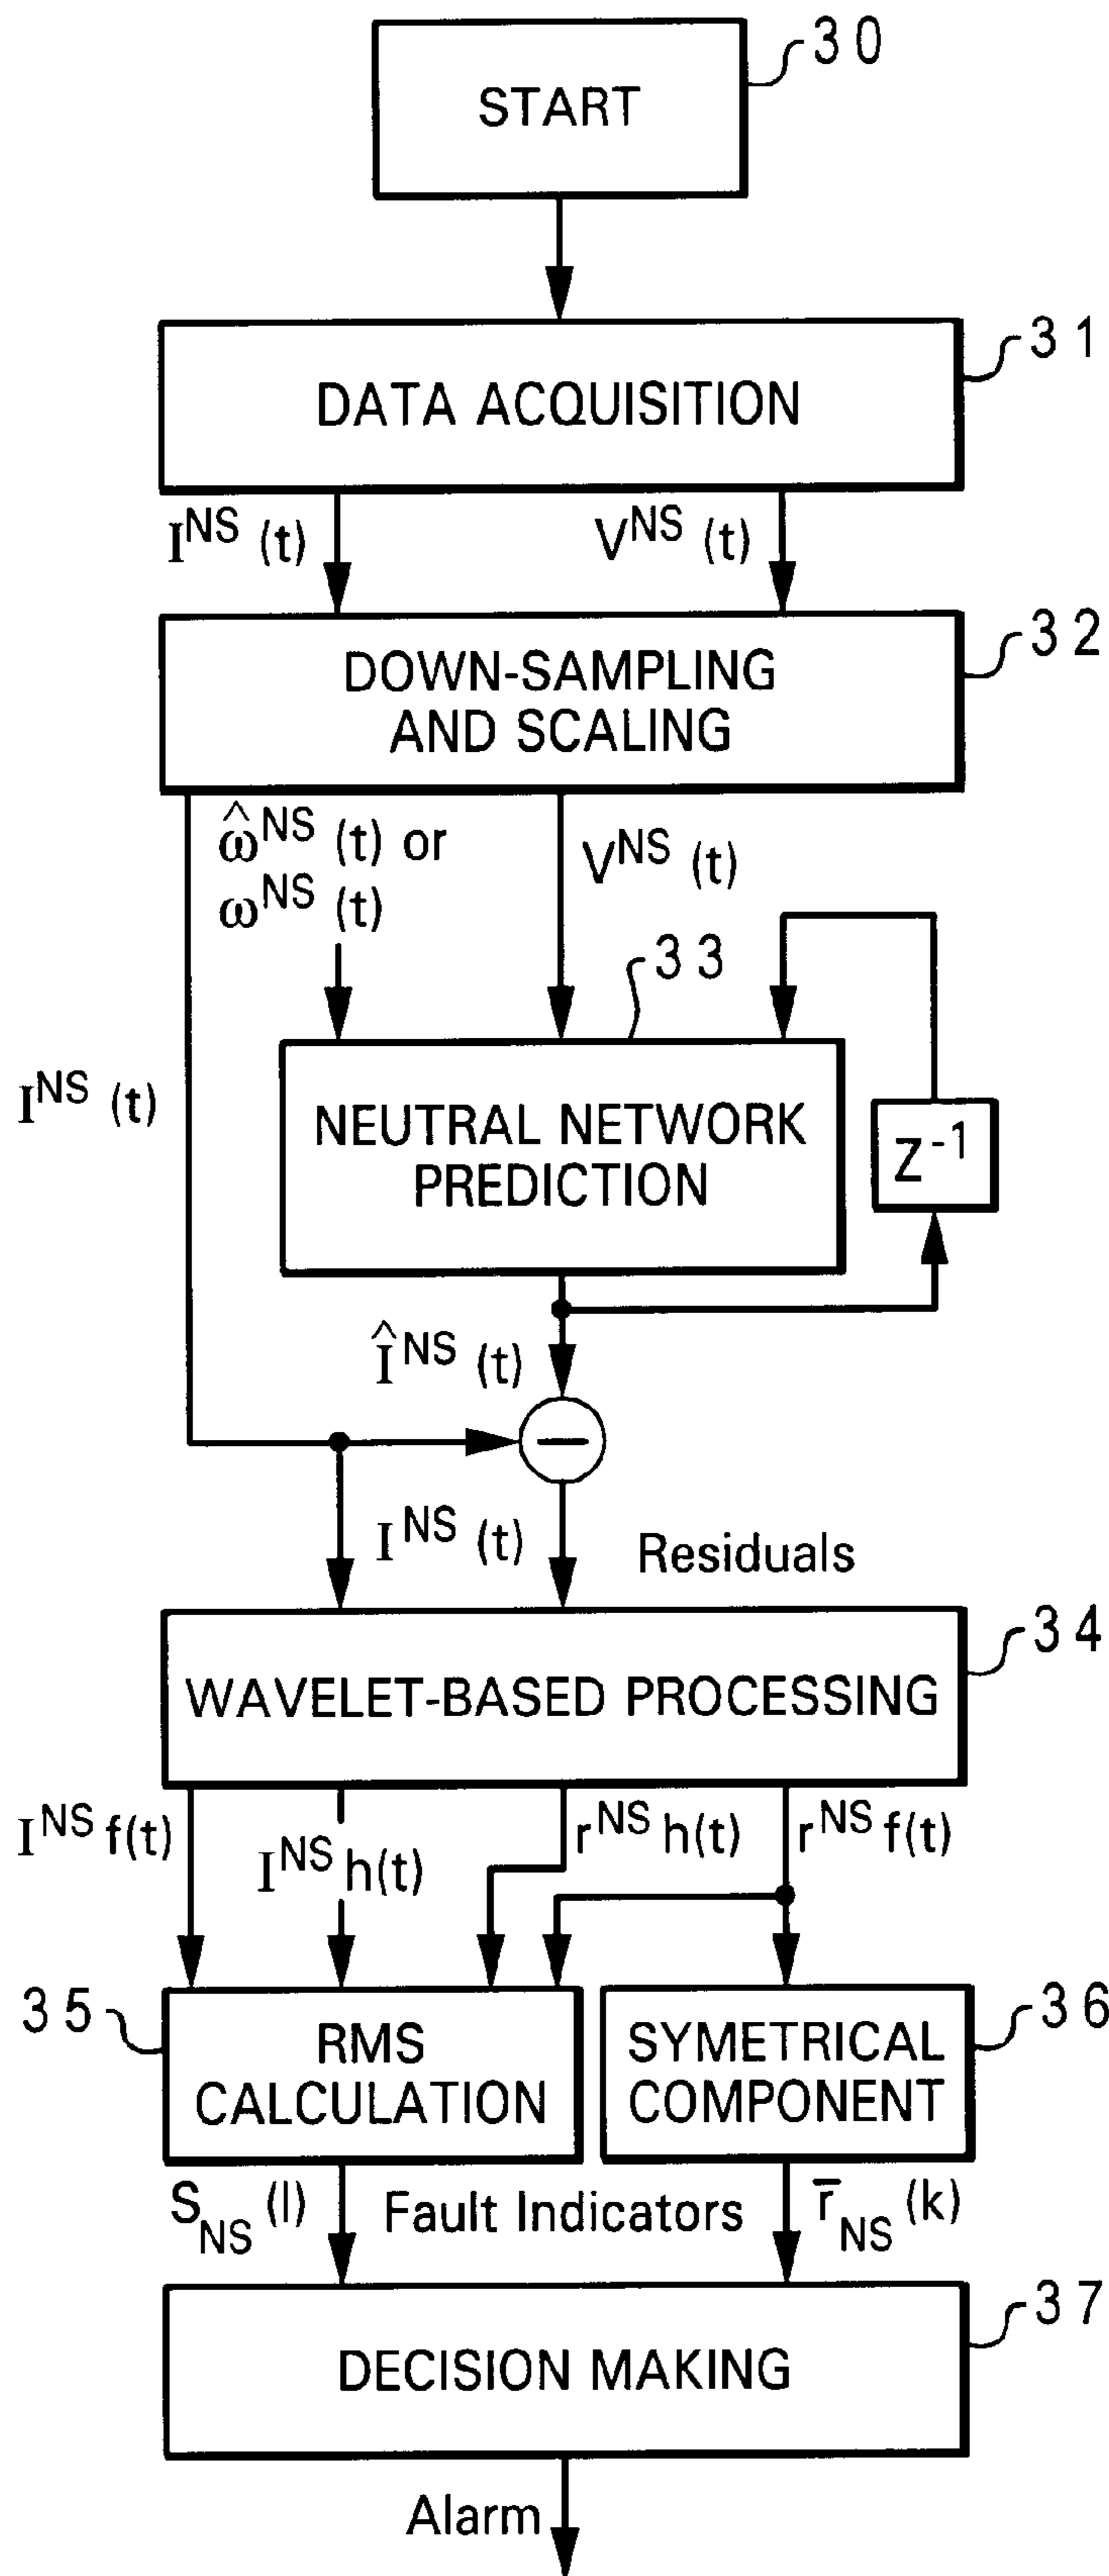 START
30
DATA ACQUISITION
31
I^NS (t)
V^NS (t)
DOWN-SAMPLING
AND SCALING
32
ω̂^NS (t) or
ω^NS (t)
V^NS (t)
33
I^NS (t)
NEUTRAL NETWORK
PREDICTION
Z^-1
Î^NS (t)
−
I^NS (t)
Residuals
WAVELET-BASED PROCESSING
34
I^NS f(t)
I^NS h(t)
r^NS h(t)
r^NS f(t)
35
RMS
CALCULATION
SYMETRICAL
COMPONENT
36
S_NS (l)
Fault Indicators
r̅_NS (k)
DECISION MAKING
37
Alarm